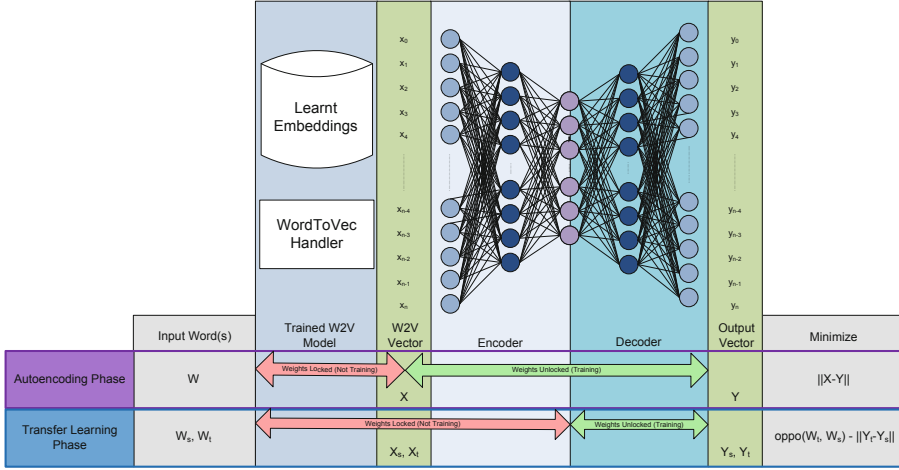 Learnt
Embeddings
WordToVec
Handler
x0
x1
x2
x3
x4
xn-4
xn-3
xn-2
xn-1
xn
y0
y1
y2
y3
y4
yn-4
yn-3
yn-2
yn-1
yn
Input Word(s)
Trained W2V
Model
W2V
Vector
Encoder
Decoder
Output
Vector
Minimize
Autoencoding Phase
W
Weights Locked (Not Training)
Weights Unlocked (Training)
X
Y
||X-Y||
Transfer Learning
Phase
Ws, Wt
Weights Locked (Not Training)
Weights Unlocked (Training)
Xs, Xt
Ys, Yt
oppo(Wt, Ws) - ||Yt-Ys||